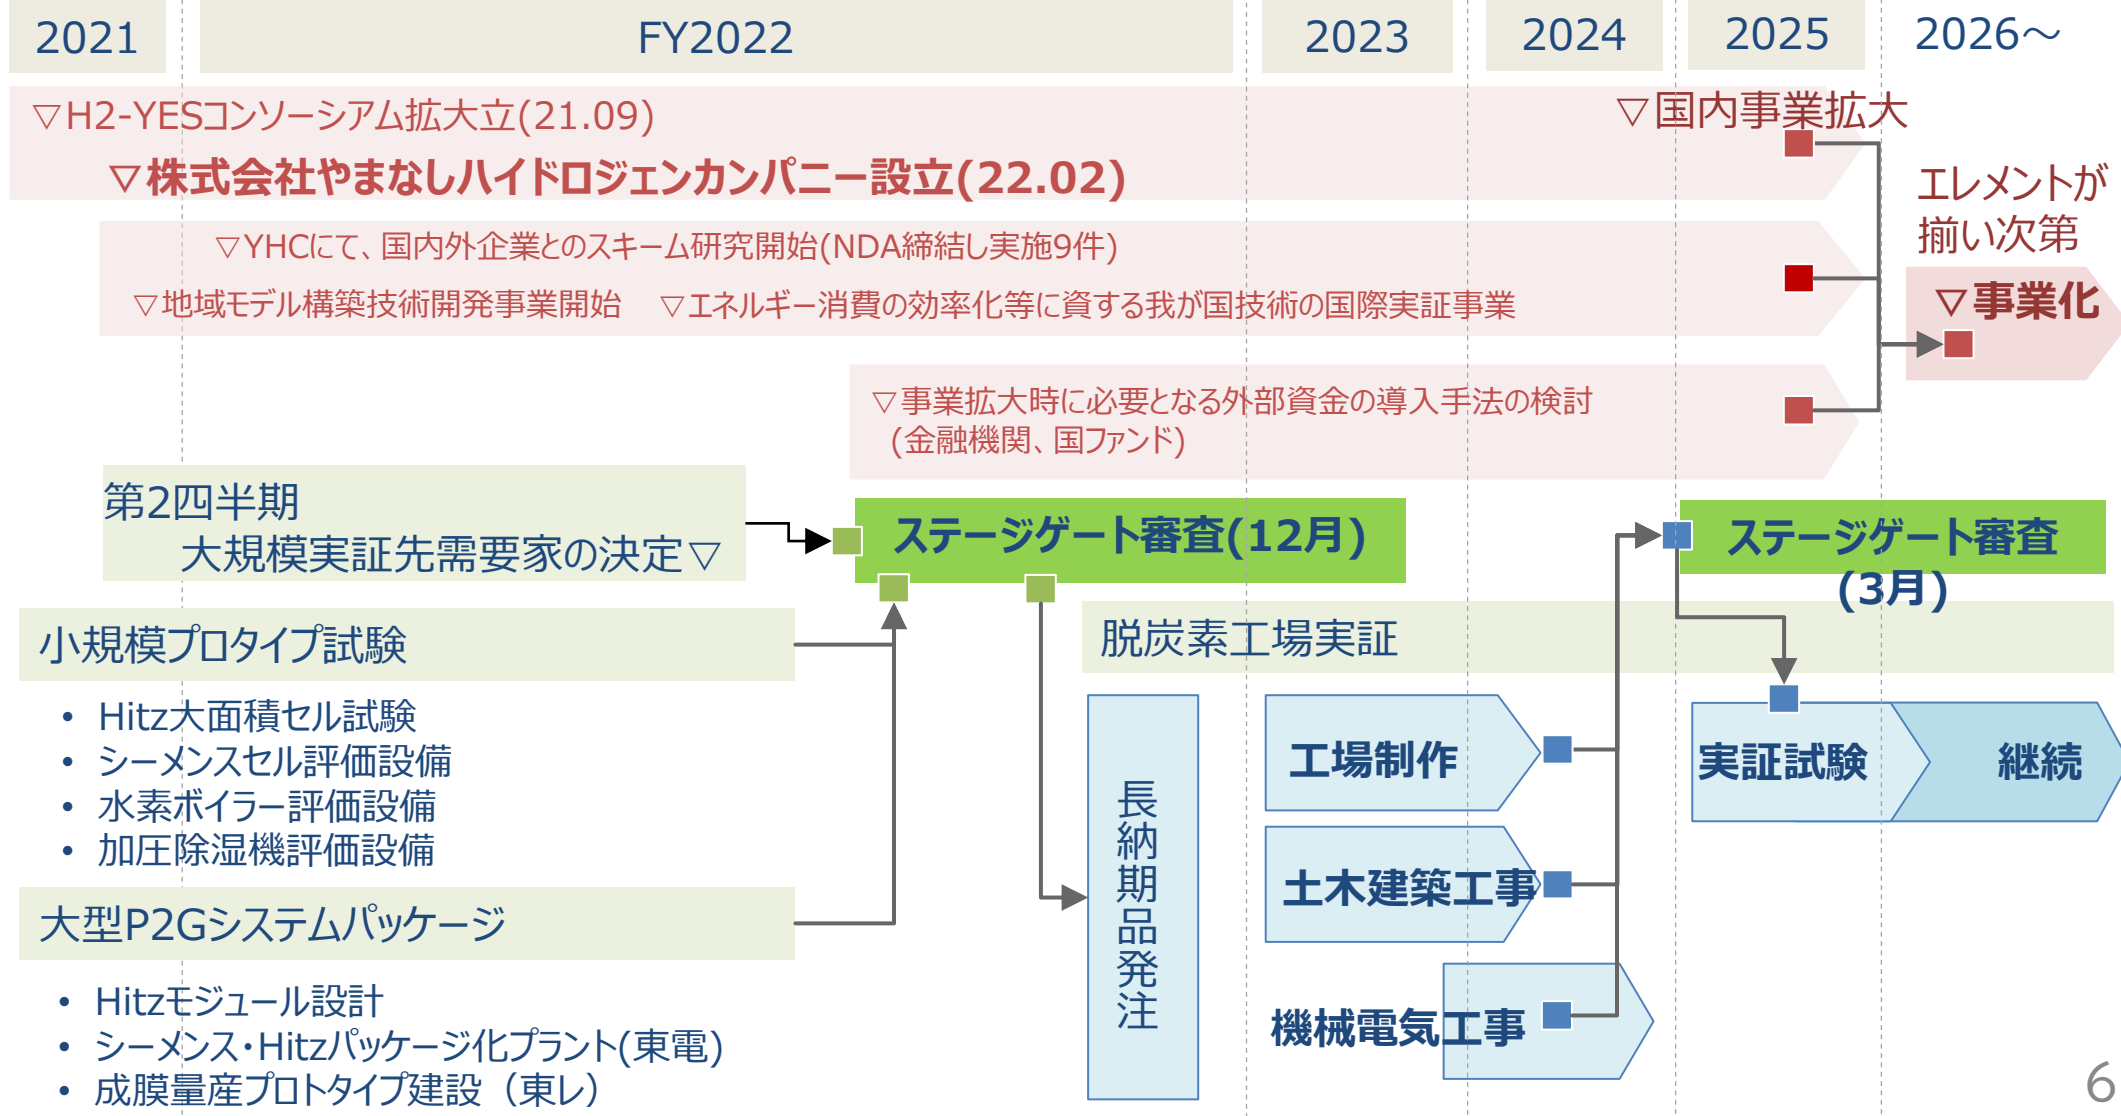 2021
FY2022
2023
2024
2025
2026～
▽H2-YESコンソーシアム拡大立(21.09)
▽国内事業拡大
▽株式会社やまなしハイドロジェンカンパニー設立(22.02)
エレメントが
揃い次第
▽事業化
▽YHCにて、国内外企業とのスキーム研究開始(NDA締結し実施9件)
▽地域モデル構築技術開発事業開始
▽エネルギー消費の効率化等に資する我が国技術の国際実証事業
▽事業拡大時に必要となる外部資金の導入手法の検討
(金融機関、国ファンド)
第2四半期
大規模実証先需要家の決定▽
ステージゲート審査(12月)
ステージゲート審査
(3月)
小規模プロタイプ試験
脱炭素工場実証
• Hitz大面積セル試験
• シーメンスセル評価設備
• 水素ボイラー評価設備
• 加圧除湿機評価設備
長納期品発注
工場制作
土木建築工事
機械電気工事
実証試験
継続
大型P2Gシステムパッケージ
• Hitzモジュール設計
• シーメンス・Hitzパッケージ化プラント(東電)
• 成膜量産プロトタイプ建設（東レ）
6